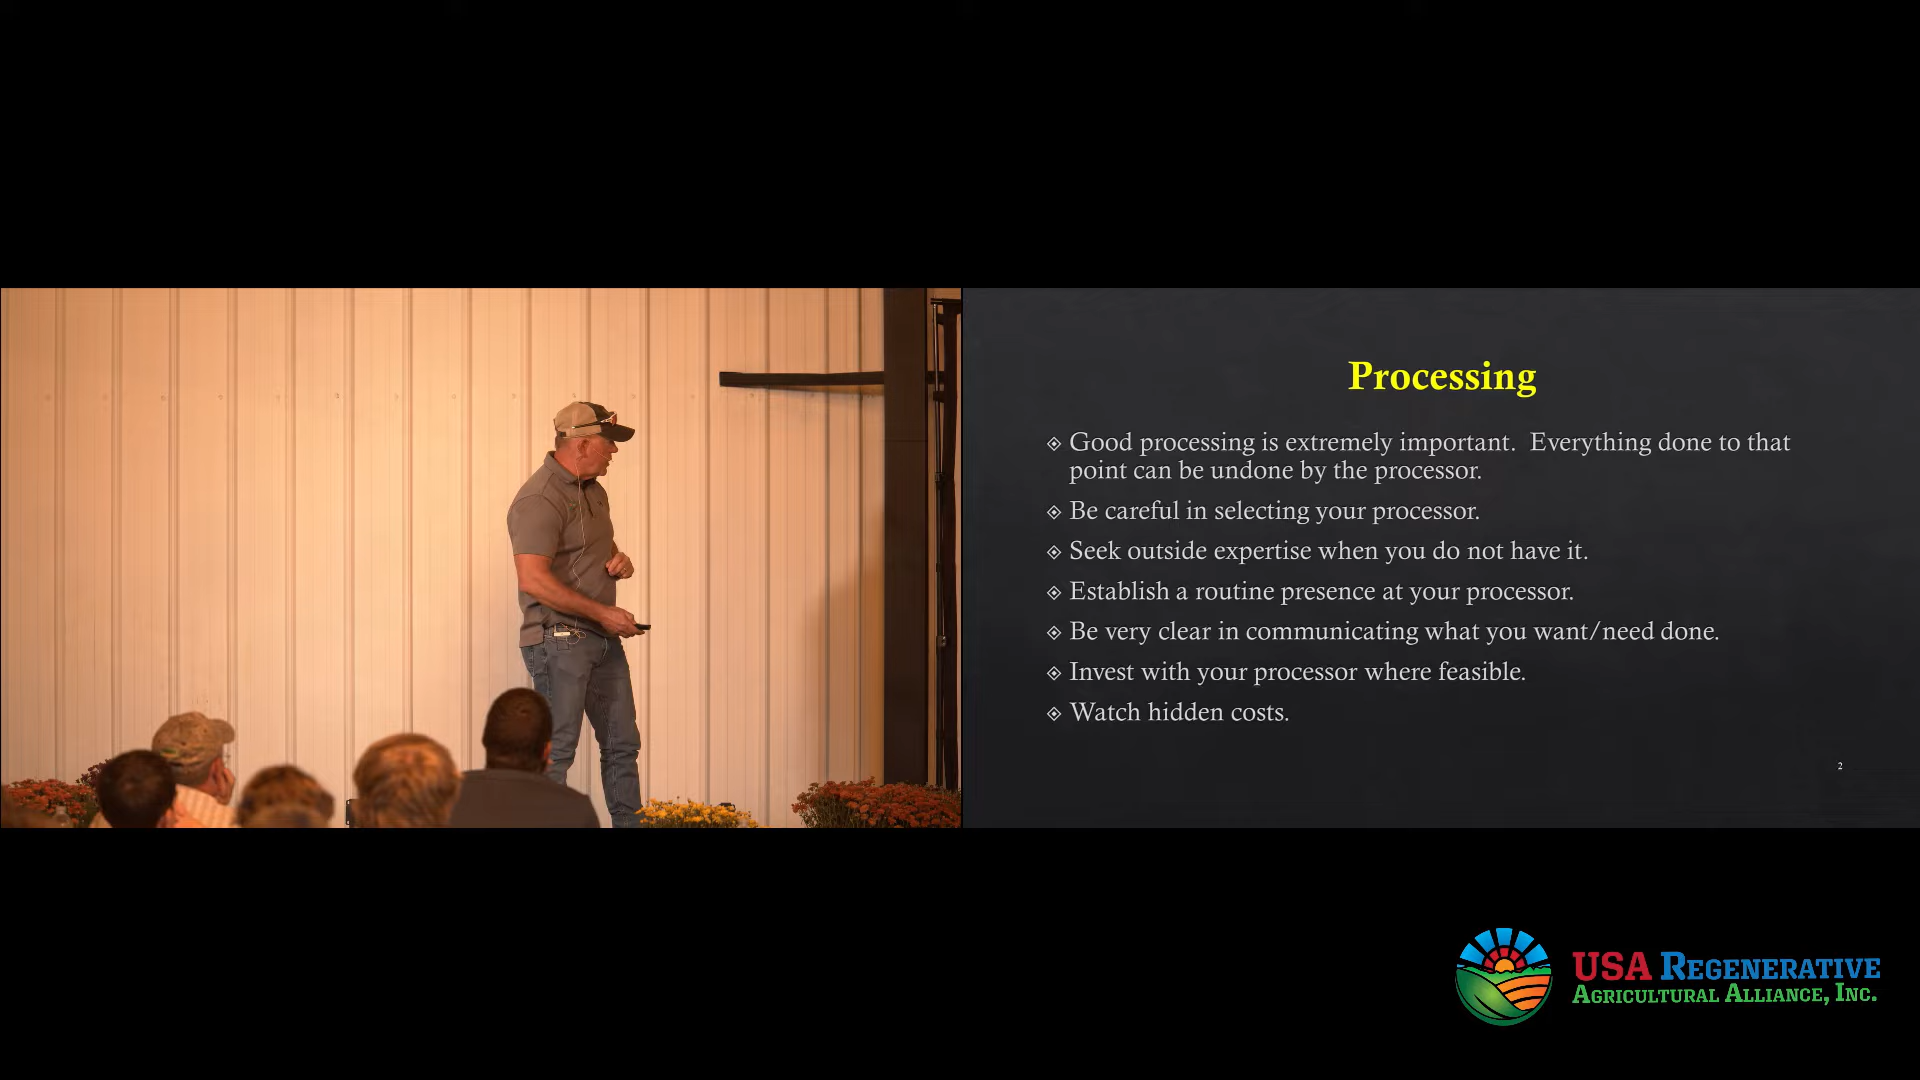 Processing
Good processing is extremely important.  Everything done to that
point can be undone by the processor.
Be careful in selecting your processor.
Seek outside expertise when you do not have it.
Establish a routine presence at your processor.
Be very clear in communicating what you want/need done.
Invest with your processor where feasible.
Watch hidden costs.
2
USA REGENERATIVE
AGRICULTURAL ALLIANCE, INC.